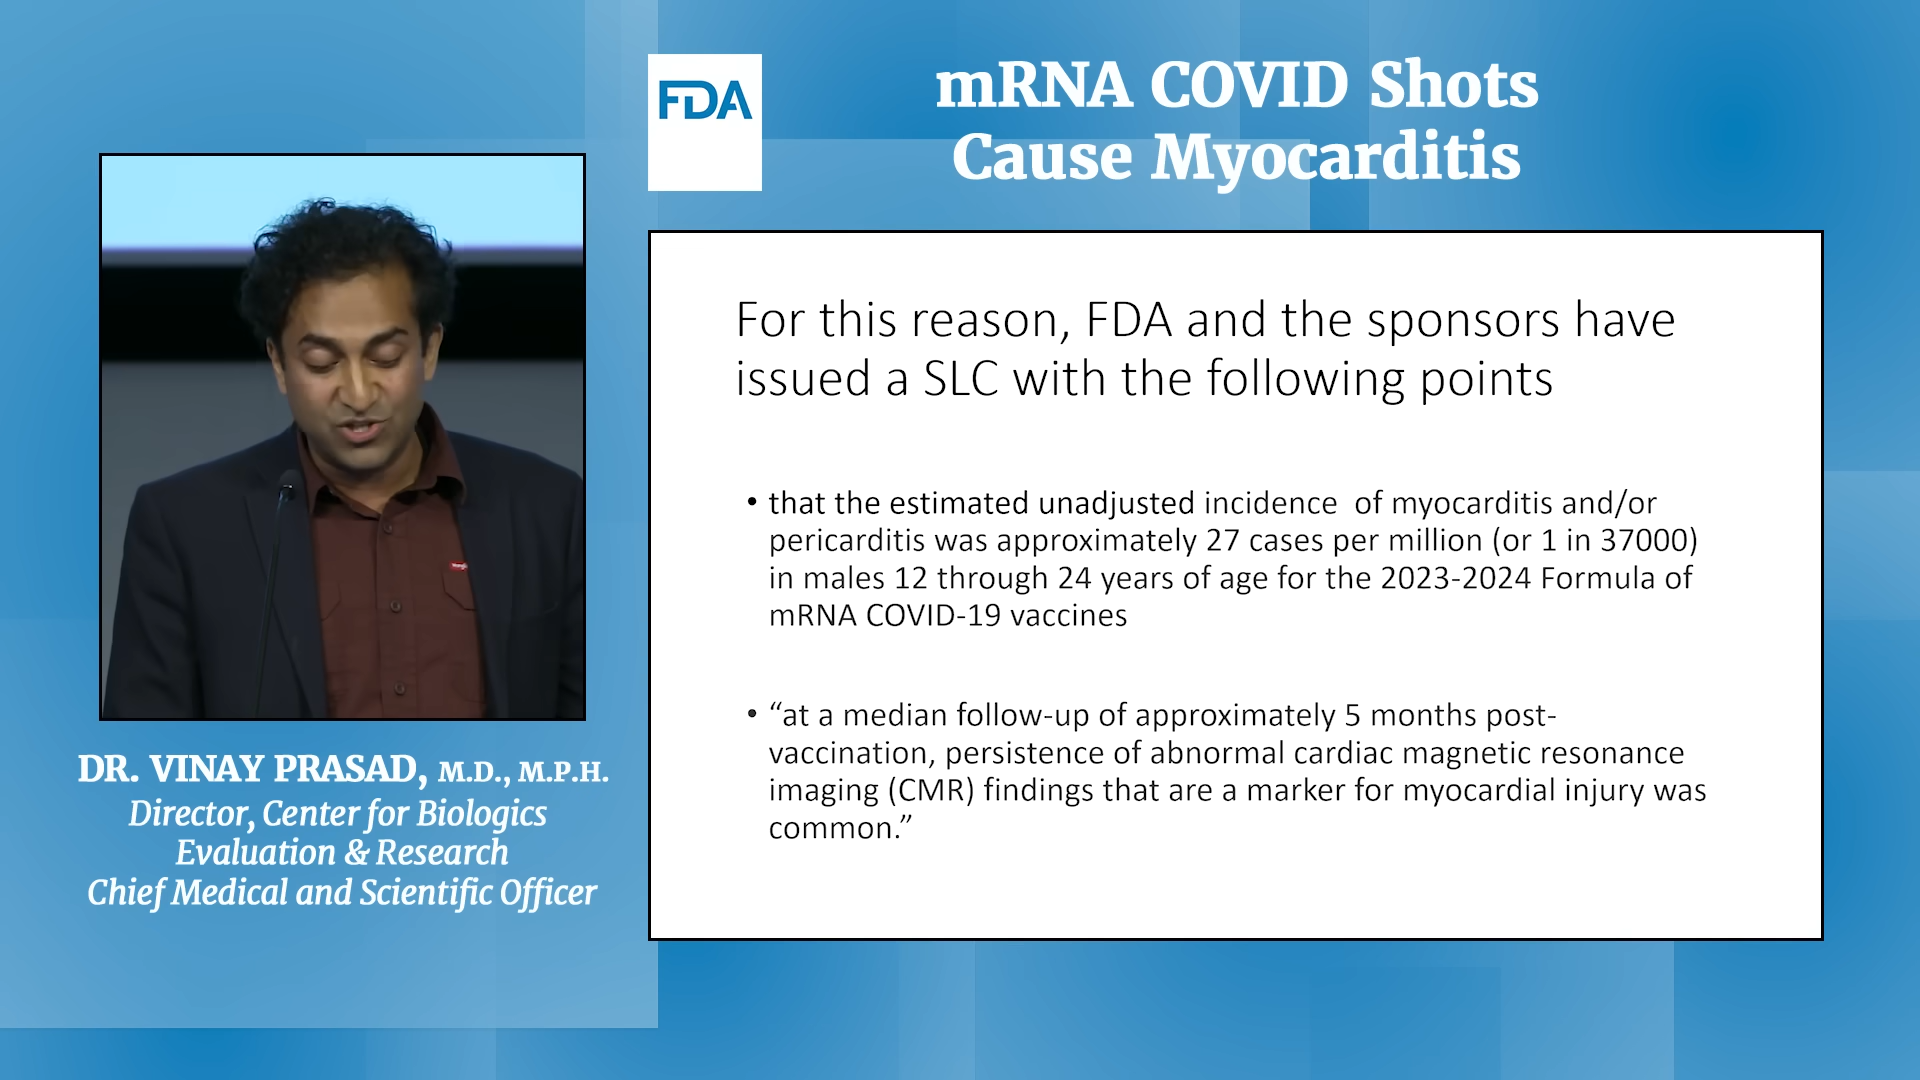 FDA
mRNA COVID Shots
Cause Myocarditis
For this reason, FDA and the sponsors have
issued a SLC with the following points
• that the estimated unadjusted incidence of myocarditis and/or
pericarditis was approximately 27 cases per million (or 1 in 37000)
in males 12 through 24 years of age for the 2023-2024 Formula of
mRNA COVID-19 vaccines
• “at a median follow-up of approximately 5 months post-
vaccination, persistence of abnormal cardiac magnetic resonance
imaging (CMR) findings that are a marker for myocardial injury was
common.”
DR. VINAY PRASAD, M.D., M.P.H.
Director, Center for Biologics
Evaluation & Research
Chief Medical and Scientific Officer